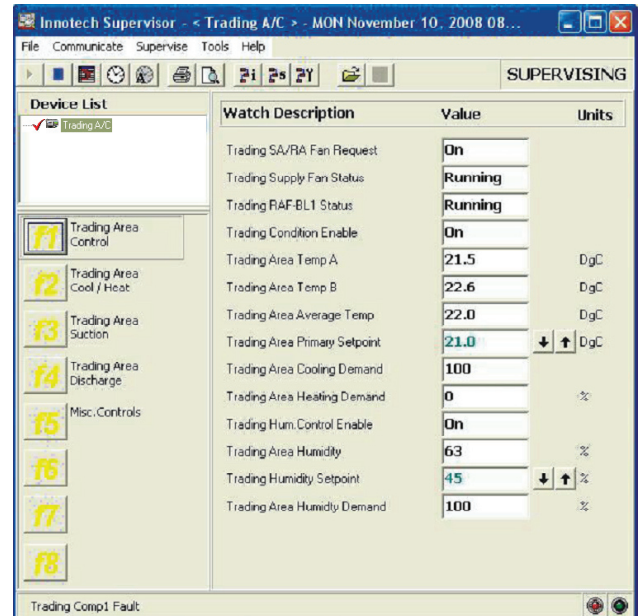 Innotech Supervisor - < Trading A/C > - MON November 10, 2008 08...
File Communicate Supervise Tools Help
?i ?s ?Y SUPERVISING
Device List
Trading A/C
Watch Description Value Units
Trading SA/RA Fan Request On
Trading Supply Fan Status Running
Trading RAF-BL1 Status Running
Trading Condition Enable On
Trading Area Temp A 21.5 DgC
Trading Area Temp B 22.6 DgC
Trading Area Average Temp 22.0 DgC
Trading Area Primary Setpoint 21.0 DgC
Trading Area Cooling Demand 100
Trading Area Heating Demand 0 %
Trading Hum.Control Enable On
Trading Area Humidity 63 %
Trading Humidity Setpoint 45 %
Trading Area Humidty Demand 100 %
f1 Trading Area
Control
f2 Trading Area
Cool / Heat
f3 Trading Area
Suction
f4 Trading Area
Discharge
f5 Misc.Controls
f6
f7
f8
Trading Comp1 Fault